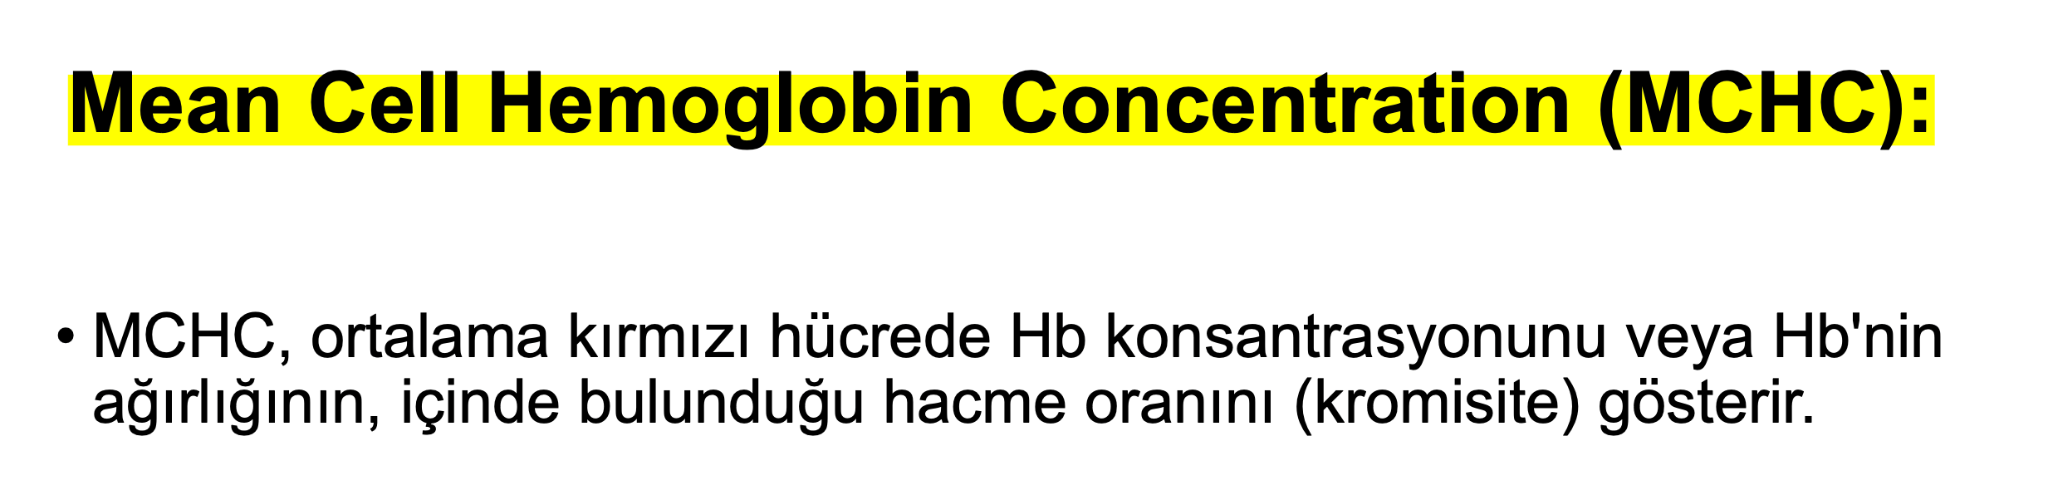 Mean Cell Hemoglobin Concentration (MCHC):
• MCHC, ortalama kırmızı hücrede Hb konsantrasyonunu veya Hb'nin
ağırlığının, içinde bulunduğu hacme oranını (kromisite) gösterir.